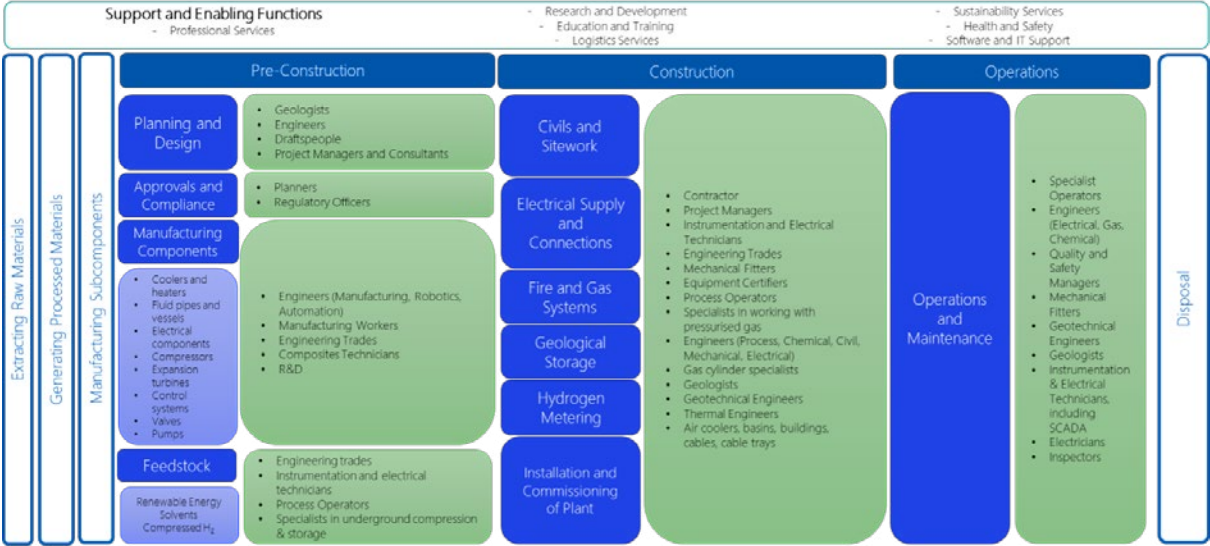 Support and Enabling Functions
- Professional Services
- Research and Development
- Education and Training
- Logistics Services
- Sustainability Services
- Health and Safety
- Software and IT Support
Extracting Raw Materials
Generating Processed Materials
Manufacturing Subcomponents
Pre-Construction
Planning and
Design
• Geologists
• Engineers
• Draftspeople
• Project Managers and Consultants
Approvals and
Compliance
• Planners
• Regulatory Officers
Manufacturing
Components
• Coolers and
heaters
• Fluid pipes and
vessels
• Electrical
components
• Compressors
• Expansion
turbines
• Control
systems
• Valves
• Pumps
• Engineers (Manufacturing, Robotics,
Automation)
• Manufacturing Workers
• Engineering Trades
• Composites Technicians
• R&D
Feedstock
Renewable Energy
Solvents
Compressed H₂
• Engineering trades
• Instrumentation and electrical
technicians
• Process Operators
• Specialists in underground compression
& storage
Construction
Civils and
Sitework
Electrical Supply
and
Connections
Fire and Gas
Systems
Geological
Storage
Hydrogen
Metering
Installation and
Commissioning
of Plant
• Contractor
• Project Managers
• Instrumentation and Electrical
Technicians
• Engineering Trades
• Mechanical Fitters
• Equipment Certifiers
• Process Operators
• Specialists in working with
pressurised gas
• Engineers (Process, Chemical, Civil,
Mechanical, Electrical)
• Gas cylinder specialists
• Geologists
• Geotechnical Engineers
• Thermal Engineers
• Air coolers, basins, buildings,
cables, cable trays
Operations
Operations
and
Maintenance
• Specialist
Operators
• Engineers
(Electrical, Gas,
Chemical)
• Quality and
Safety
Managers
• Mechanical
Fitters
• Geotechnical
Engineers
• Geologists
• Instrumentation
& Electrical
Technicians,
including
SCADA
• Electricians
• Inspectors
Disposal